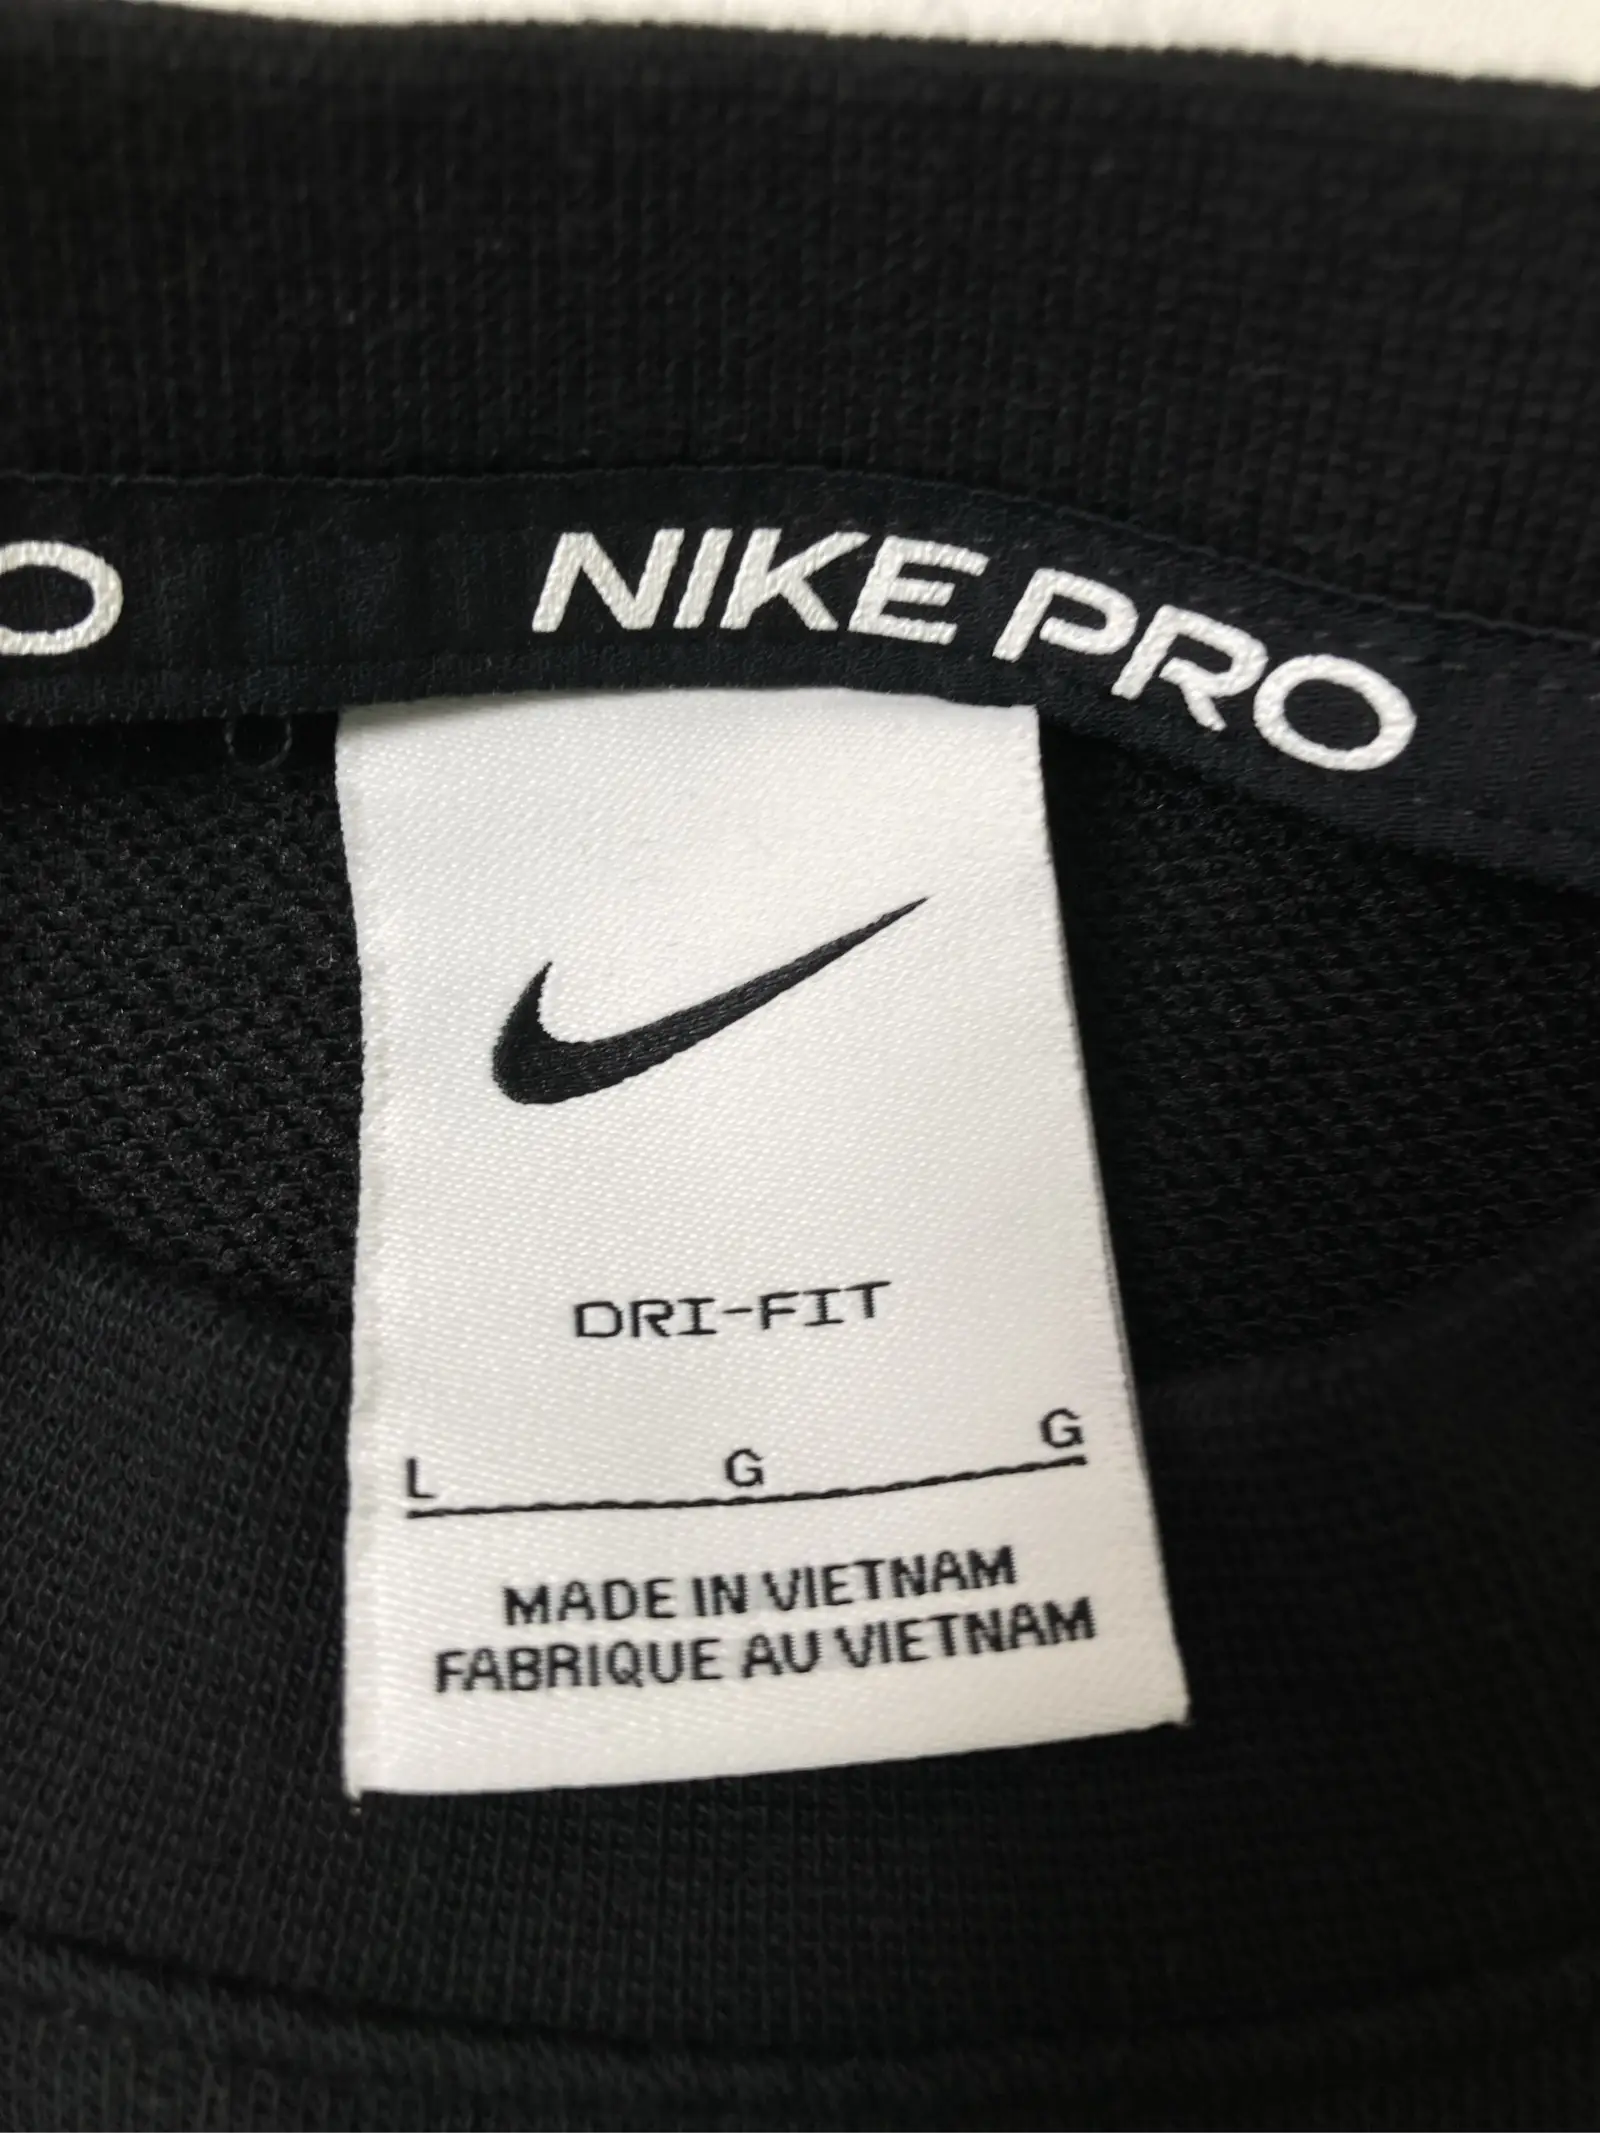 O NIKE PRO
DRI-FIT
L G G
MADE IN VIETNAM
FABRIQUE AU VIETNAM